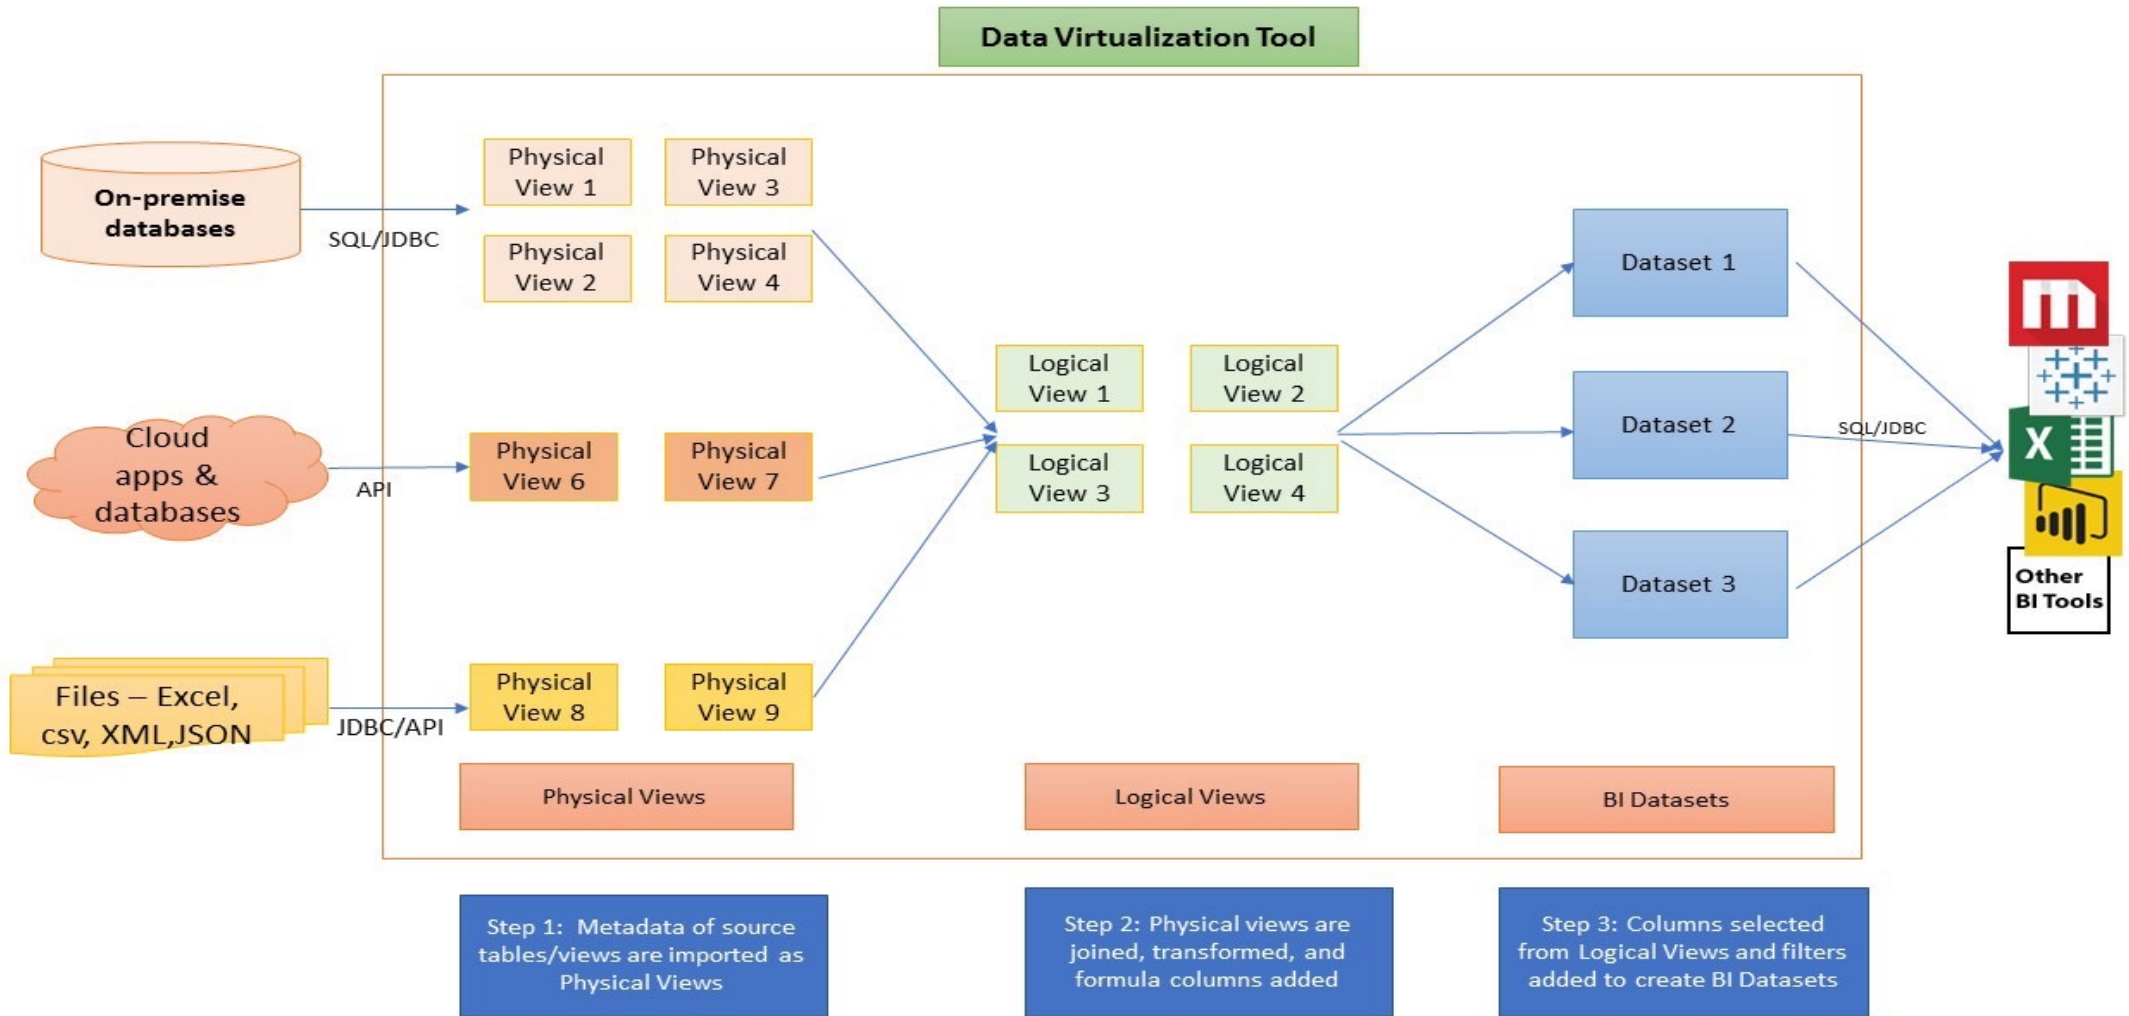 Data Virtualization Tool
On-premise
databases
SQL/JDBC
Physical
View 1
Physical
View 3
Physical
View 2
Physical
View 4
Cloud
apps &
databases
API
Physical
View 6
Physical
View 7
Files – Excel,
csv, XML,JSON
JDBC/API
Physical
View 8
Physical
View 9
Logical
View 1
Logical
View 2
Logical
View 3
Logical
View 4
Dataset 1
Dataset 2
Dataset 3
SQL/JDBC
m
X
Other
BI Tools
Physical Views
Logical Views
BI Datasets
Step 1:  Metadata of source
tables/views are imported as
Physical Views
Step 2: Physical views are
joined, transformed, and
formula columns added
Step 3: Columns selected
from Logical Views and filters
added to create BI Datasets